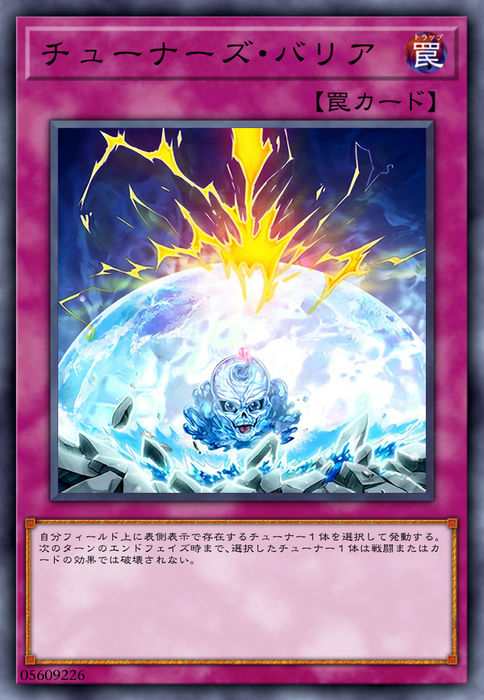 チューナーズ・バリア
トラップ
罠
【罠カード】
自分フィールド上に表側表示で存在するチューナー１体を選択して発動する。
次のターンのエンドフェイズ時まで、選択したチューナー１体は戦闘またはカ
ードの効果では破壊されない。
05609226